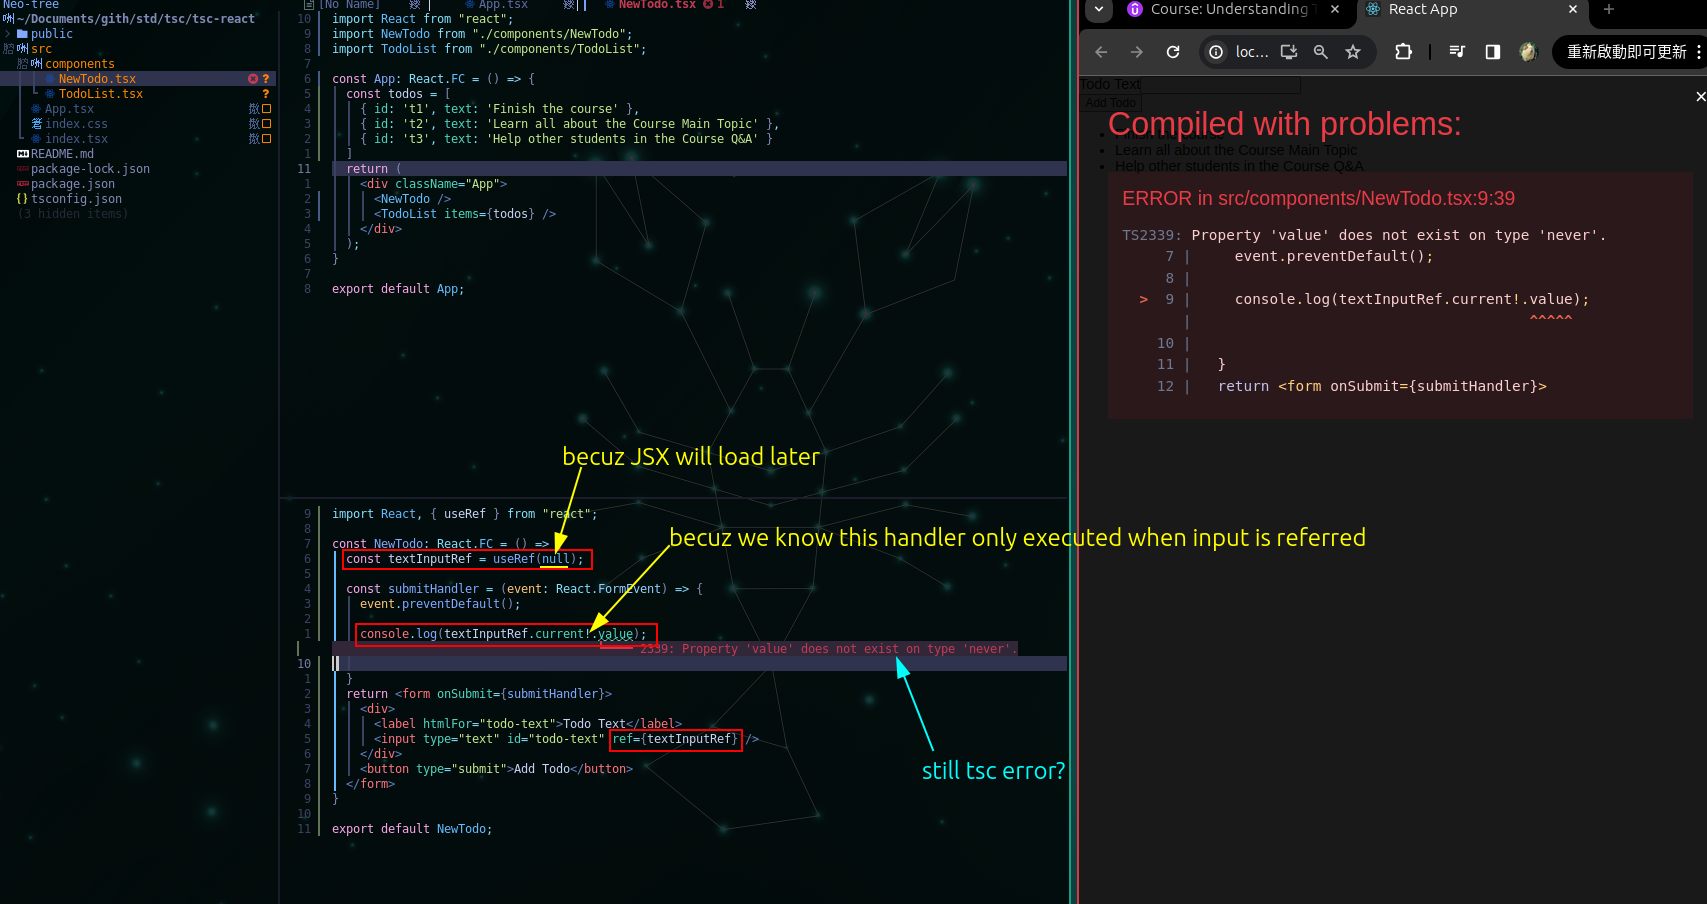 Neo-tree
~/Documents/gith/std/tsc/tsc-react
public
src
components
NewTodo.tsx ?
TodoList.tsx ?
App.tsx
index.css
index.tsx
README.md
package-lock.json
package.json
tsconfig.json
(3 hidden items)
[No Name] App.tsx NewTodo.tsx 1
10 import React from "react";
9 import NewTodo from "./components/NewTodo";
8 import TodoList from "./components/TodoList";
7
6 const App: React.FC = () => {
5 const todos = [
4 { id: 't1', text: 'Finish the course' },
3 { id: 't2', text: 'Learn all about the Course Main Topic' },
2 { id: 't3', text: 'Help other students in the Course Q&A' }
1 ]
11 return (
1 <div className="App">
2 <NewTodo />
3 <TodoList items={todos} />
4 </div>
5 );
6 }
7
8 export default App;
becuz JSX will load later
9 import React, { useRef } from "react";
8
becuz we know this handler only executed when input is referred
7 const NewTodo: React.FC = () =>
6 const textInputRef = useRef(null);
5
4 const submitHandler = (event: React.FormEvent) => {
3 event.preventDefault();
2
1 console.log(textInputRef.current!.value);
2339: Property 'value' does not exist on type 'never'.
10
1 }
2 return <form onSubmit={submitHandler}>
3 <div>
4 <label htmlFor="todo-text">Todo Text</label>
5 <input type="text" id="todo-text" ref={textInputRef} />
6 </div>
7 <button type="submit">Add Todo</button>
8 </form>
9 }
10
11 export default NewTodo;
still tsc error?
Course: Understanding React App
loc... 重新啟動即可更新
Todo Text
Add Todo
Compiled with problems:
Learn all about the Course Main Topic
Help other students in the Course Q&A
ERROR in src/components/NewTodo.tsx:9:39
TS2339: Property 'value' does not exist on type 'never'.
7 | event.preventDefault();
8 |
> 9 | console.log(textInputRef.current!.value);
| ^^^^^
10 |
11 | }
12 | return <form onSubmit={submitHandler}>